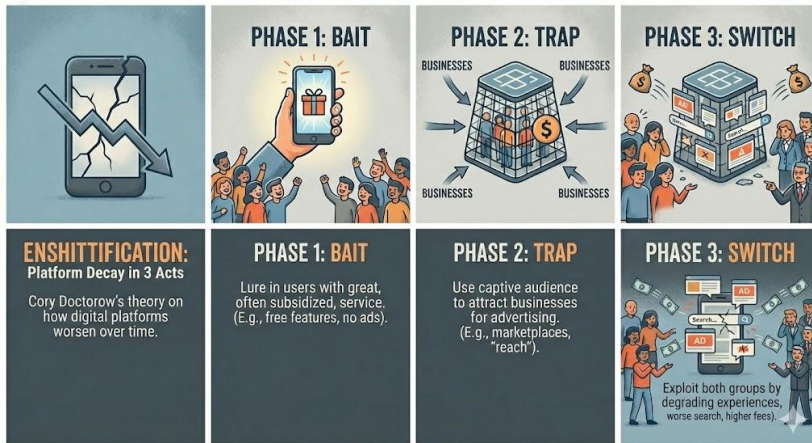 PHASE 1: BAIT
PHASE 2: TRAP
BUSINESSES
BUSINESSES
$
BUSINESSES
BUSINESSES
PHASE 3: SWITCH
$
$
AD
Search...
Search...
ENSHITTIFICATION:
Platform Decay in 3 Acts
Cory Doctorow's theory on
how digital platforms
worsen over time.
PHASE 1: BAIT
Lure in users with great,
often subsidized, service.
(E.g., free features, no ads).
PHASE 2: TRAP
Use captive audience
to attract businesses
for advertising.
(E.g., marketplaces,
"reach").
PHASE 3: SWITCH
AD
Search...
AD
Exploit both groups by
degrading experiences,
worse search, higher fees).